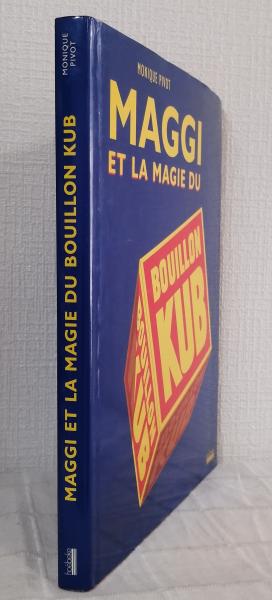 MONIQUE
PIVOT
MAGGI ET LA MAGIE DU BOUILLON KUB
hoëbeke
MONIQUE PIVOT
MAGGI
ET LA MAGIE DU
BOUILLON
KUB
BOUILLON
KUB